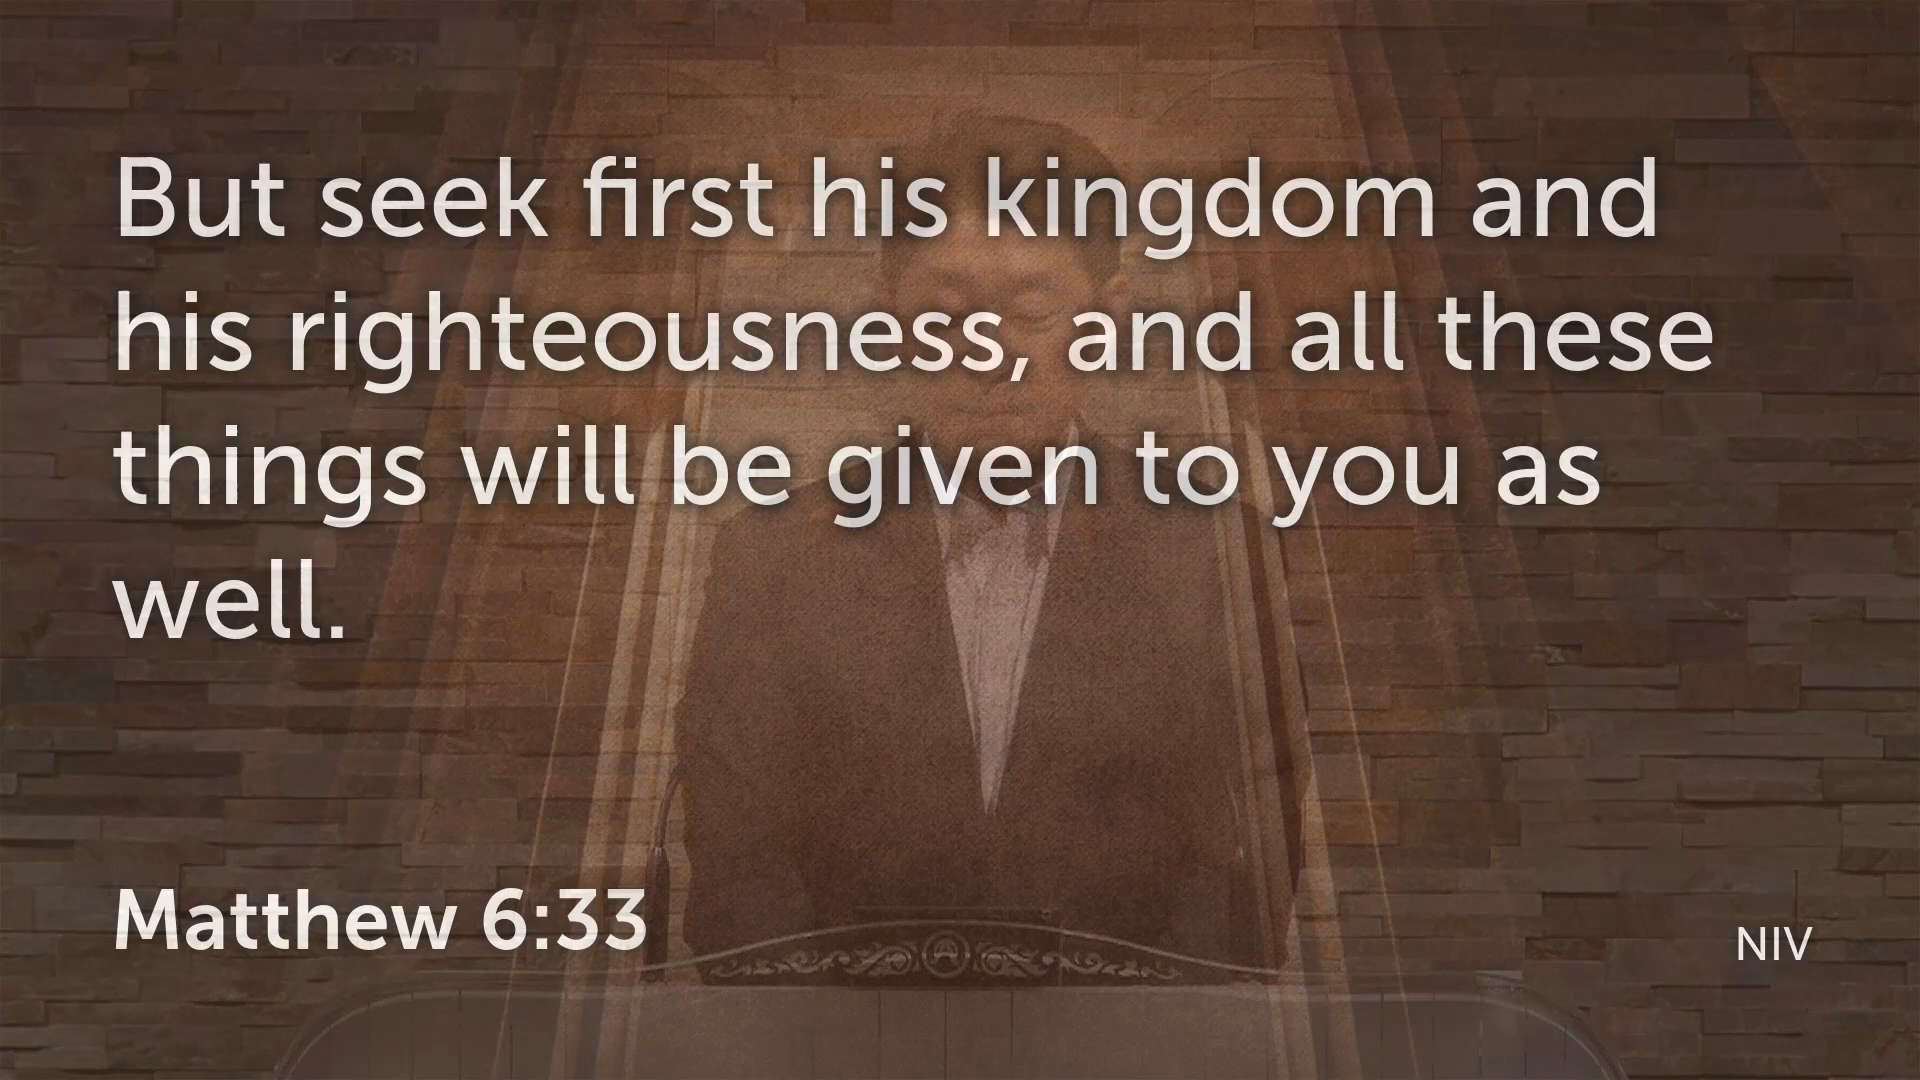 But seek first his kingdom and
his righteousness, and all these
things will be given to you as
well.
Matthew 6:33
NIV